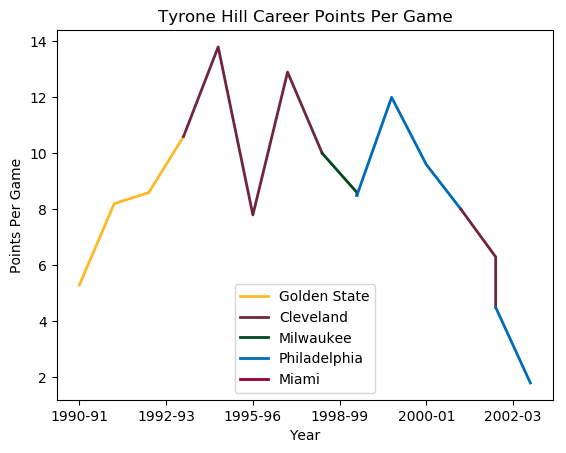 Tyrone Hill Career Points Per Game
14
12
10
8
6
4
2
Points Per Game
Golden State
Cleveland
Milwaukee
Philadelphia
Miami
1990-91 1992-93 1995-96 1998-99 2000-01 2002-03
Year